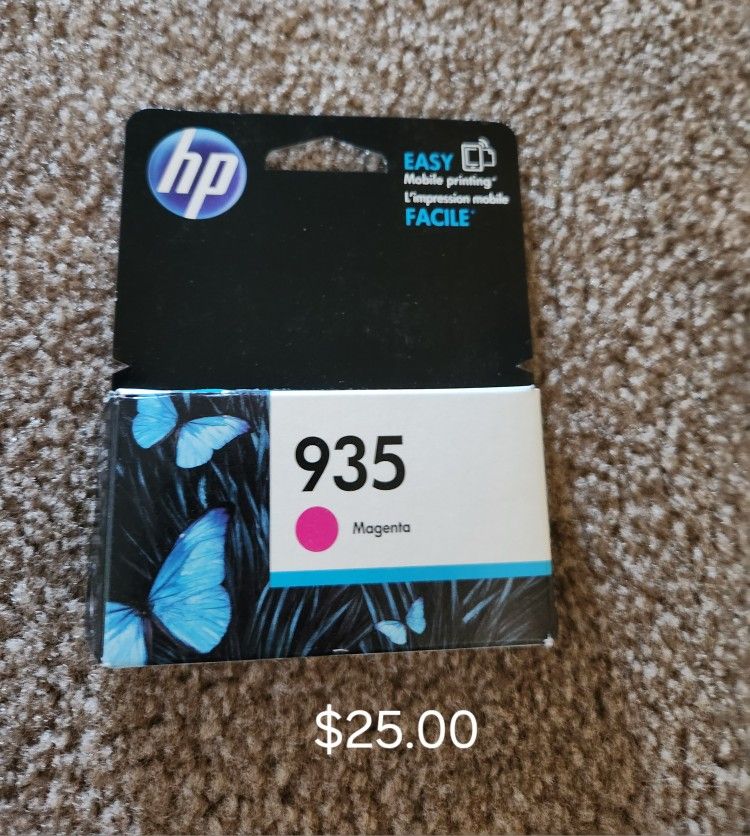 hp
EASY
Mobile printing*
L'impression mobile
FACILE*
935
Magenta
$25.00